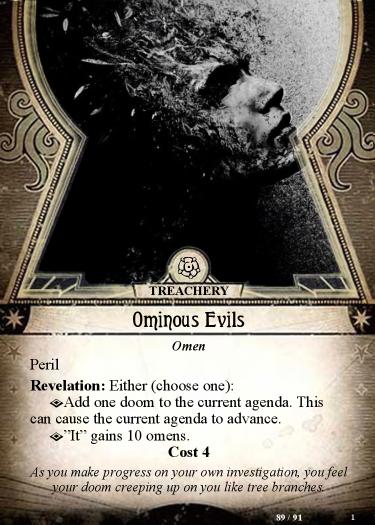 TREACHERY
Ominous Evils
Omen
Peril
Revelation: Either (choose one):
Add one doom to the current agenda. This
can cause the current agenda to advance.
"It" gains 10 omens.
Cost 4
As you make progress on your own investigation, you feel
your doom creeping up on you like tree branches.
89 / 91 1